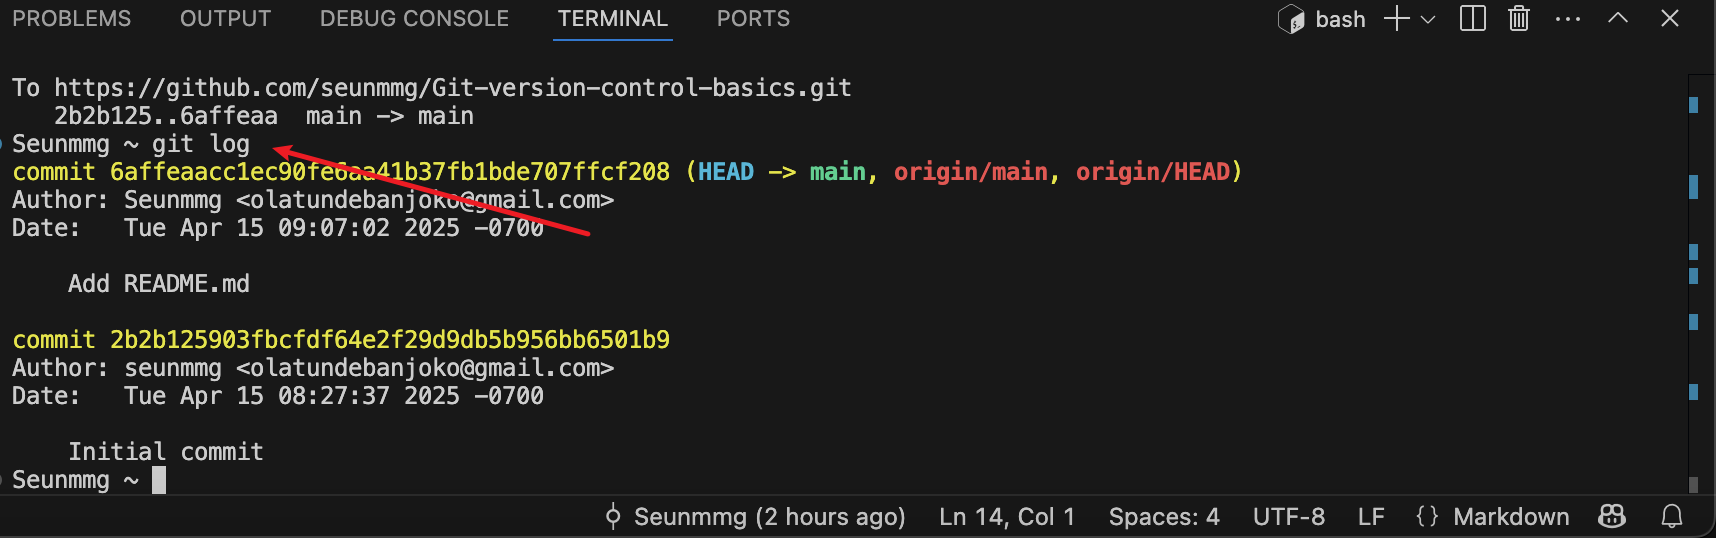 PROBLEMS OUTPUT DEBUG CONSOLE TERMINAL PORTS bash
To https://github.com/seunmmg/Git-version-control-basics.git
2b2b125..6affeaa main -> main
Seunmmg ~ git log
commit 6affeaacc1ec90fe6aa41b37fb1bde707ffcf208 (HEAD -> main, origin/main, origin/HEAD)
Author: Seunmmg <olatundebanjoko@gmail.com>
Date: Tue Apr 15 09:07:02 2025 -0700
Add README.md
commit 2b2b125903fbcfdf64e2f29d9db5b956bb6501b9
Author: seunmmg <olatundebanjoko@gmail.com>
Date: Tue Apr 15 08:27:37 2025 -0700
Initial commit
Seunmmg ~
Seunmmg (2 hours ago) Ln 14, Col 1 Spaces: 4 UTF-8 LF {} Markdown